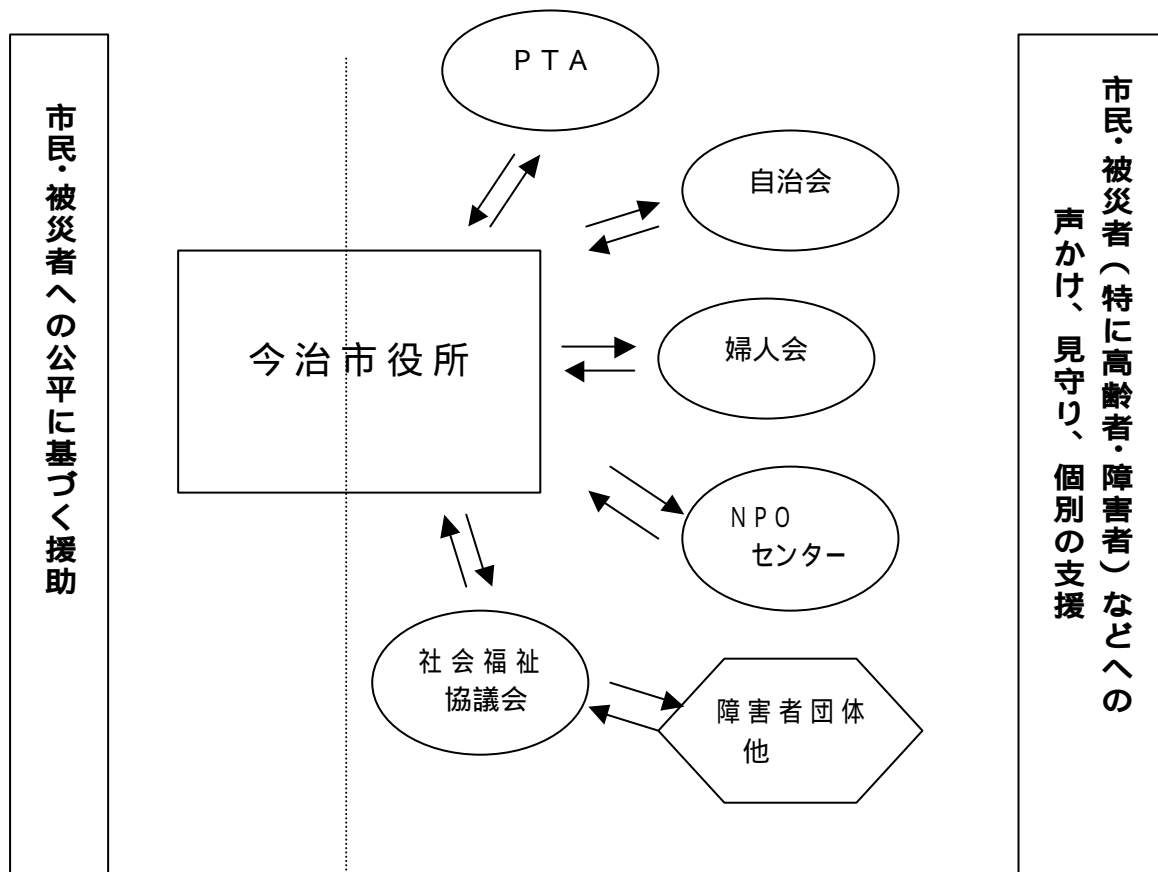 市民・被災者への公平に基づく援助
ＰＴＡ
自治会
今治市役所
婦人会
ＮＰＯ
センター
社会福祉
協議会
障害者団体
他
市民・被災者（特に高齢者・障害者）などへの
声かけ、見守り、個別の支援